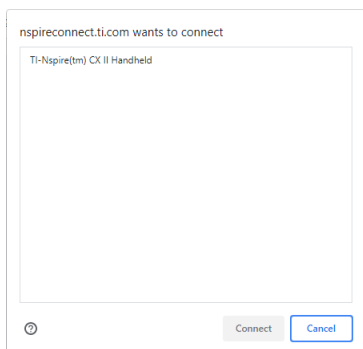 nspireconnect.ti.com wants to connect
TI-Nspire(tm) CX II Handheld
Connect
Cancel